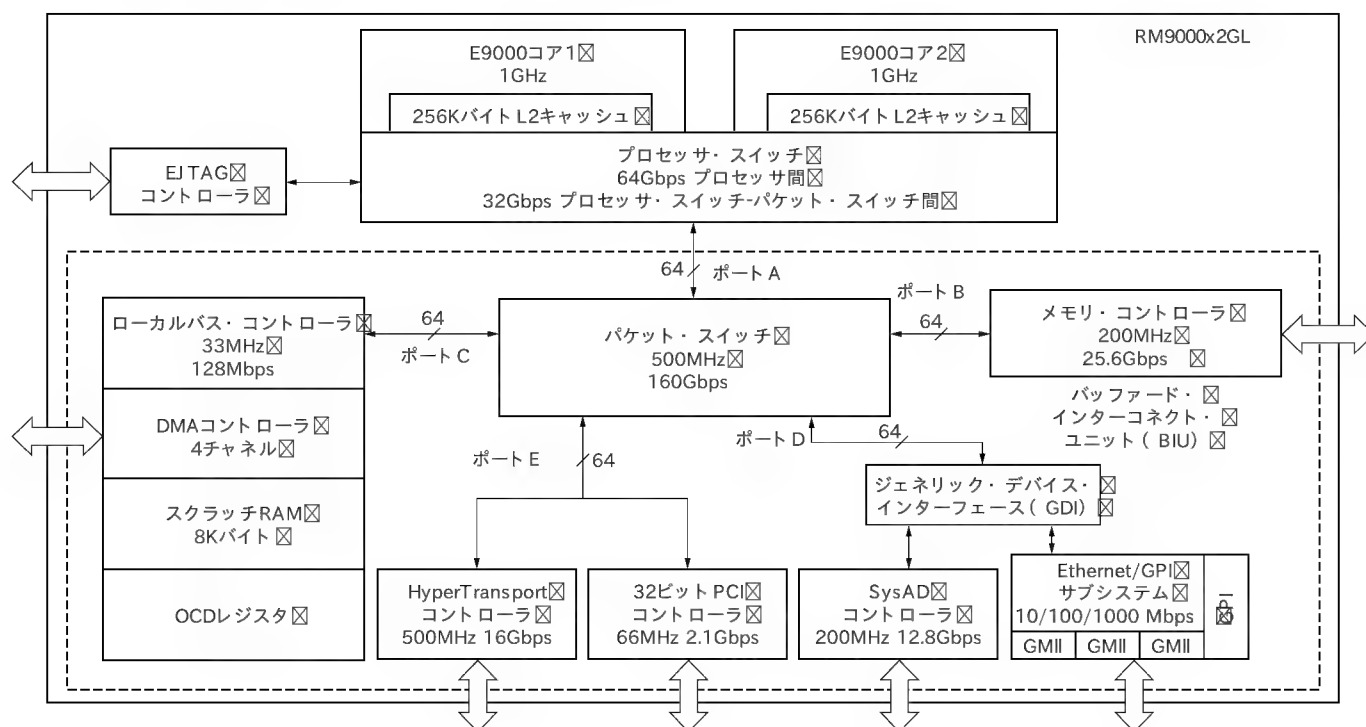 RM9000x2GL
E9000コア1
1GHz
256Kバイト L2キャッシュ
E9000コア2
1GHz
256Kバイト L2キャッシュ
プロセッサ・スイッチ
64Gbps プロセッサ間
32Gbps プロセッサ・スイッチ-パケット・スイッチ間
EJTAG
コントローラ
64
ポートA
ローカルバス・コントローラ
33MHz
128Mbps
64
ポートC
パケット・スイッチ
500MHz
160Gbps
ポートB
64
メモリ・コントローラ
200MHz
25.6Gbps
バッファード・
インターコネクト・
ユニット(BIU)
DMAコントローラ
4チャネル
スクラッチRAM
8Kバイト
OCDレジスタ
ポートE
64
ポートD
64
ジェネリック・デバイス・
インターフェース(GDI)
HyperTransport
コントローラ
500MHz 16Gbps
32ビットPCI
コントローラ
66MHz 2.1Gbps
SysAD
コントローラ
200MHz 12.8Gbps
Ethernet/GPI
サブシステム
10/100/1000 Mbps
GMII
GMII
GMII
GPI